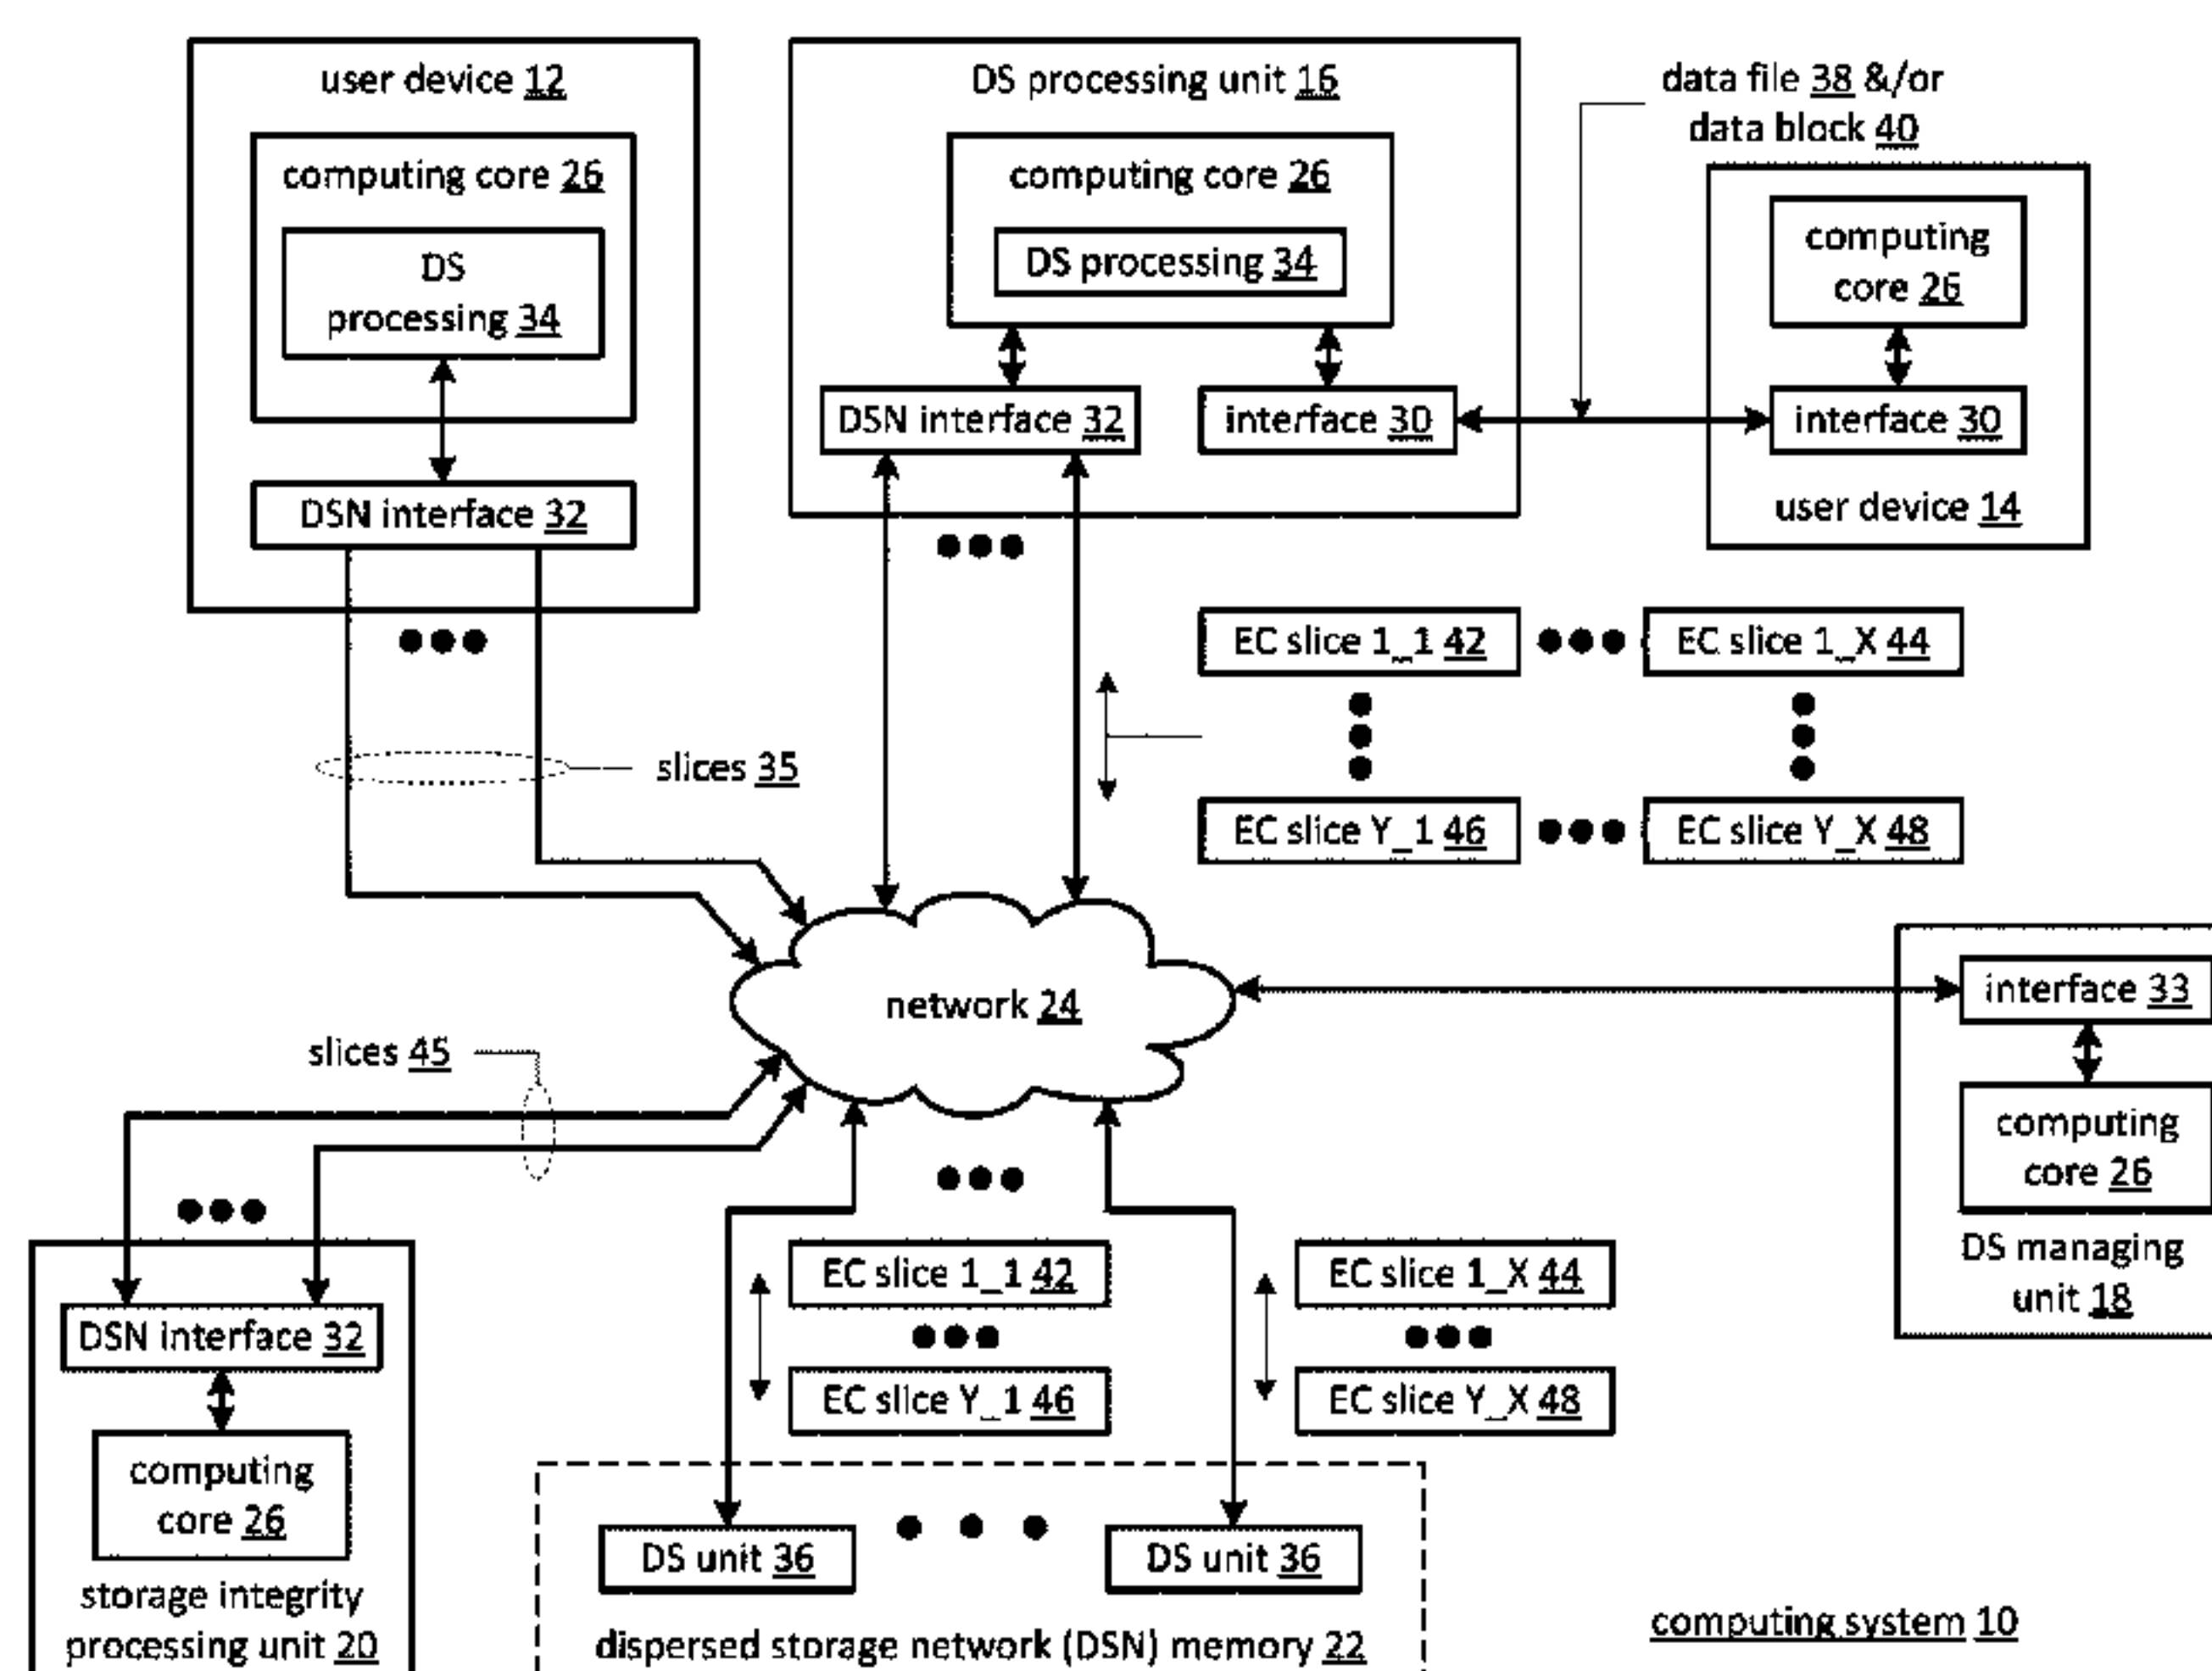 user device 12
computing core 26
DS
processing 34
DSN interface 32
DS processing unit 16
computing core 26
DS processing 34
DSN interface 32
interface 30
data file 38 &/or
data block 40
computing
core 26
interface 30
user device 14
slices 35
EC slice 1_1 42
EC slice 1_X 44
EC slice Y_1 46
EC slice Y_X 48
network 24
interface 33
computing
core 26
DS managing
unit 18
slices 45
DSN interface 32
computing
core 26
storage integrity
processing unit 20
EC slice 1_1 42
EC slice Y_1 46
EC slice 1_X 44
EC slice Y_X 48
DS unit 36
DS unit 36
dispersed storage network (DSN) memory 22
computing system 10